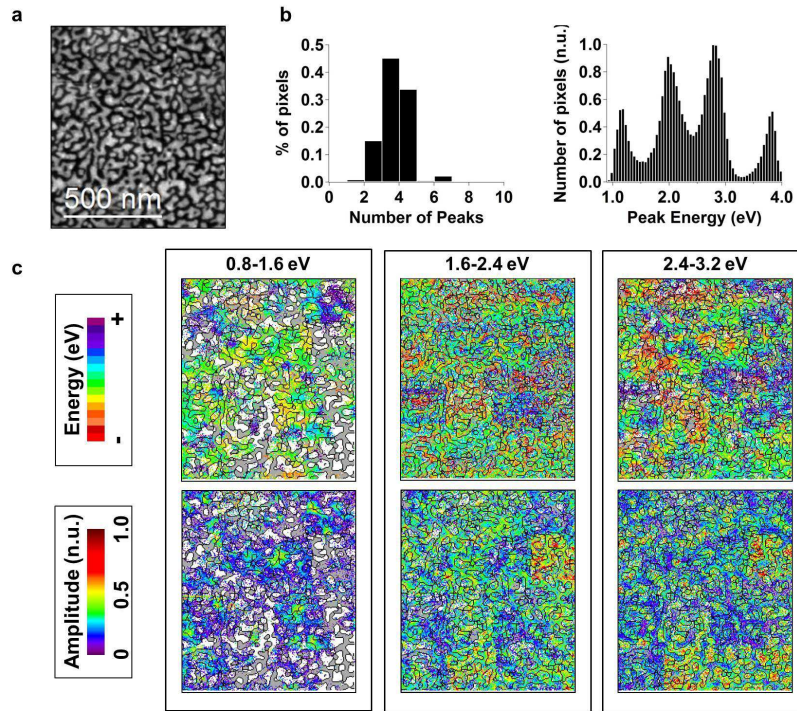 a
500 nm
b
% of pixels
0.5
0.4
0.3
0.2
0.1
0.0
0 2 4 6 8 10
Number of Peaks
Number of pixels (n.u.)
1.0
0.8
0.6
0.4
0.2
0.0
1.0 2.0 3.0 4.0
Peak Energy (eV)
c
0.8-1.6 eV
1.6-2.4 eV
2.4-3.2 eV
Energy (eV)
+
-
Amplitude (n.u.)
1.0
0.5
0